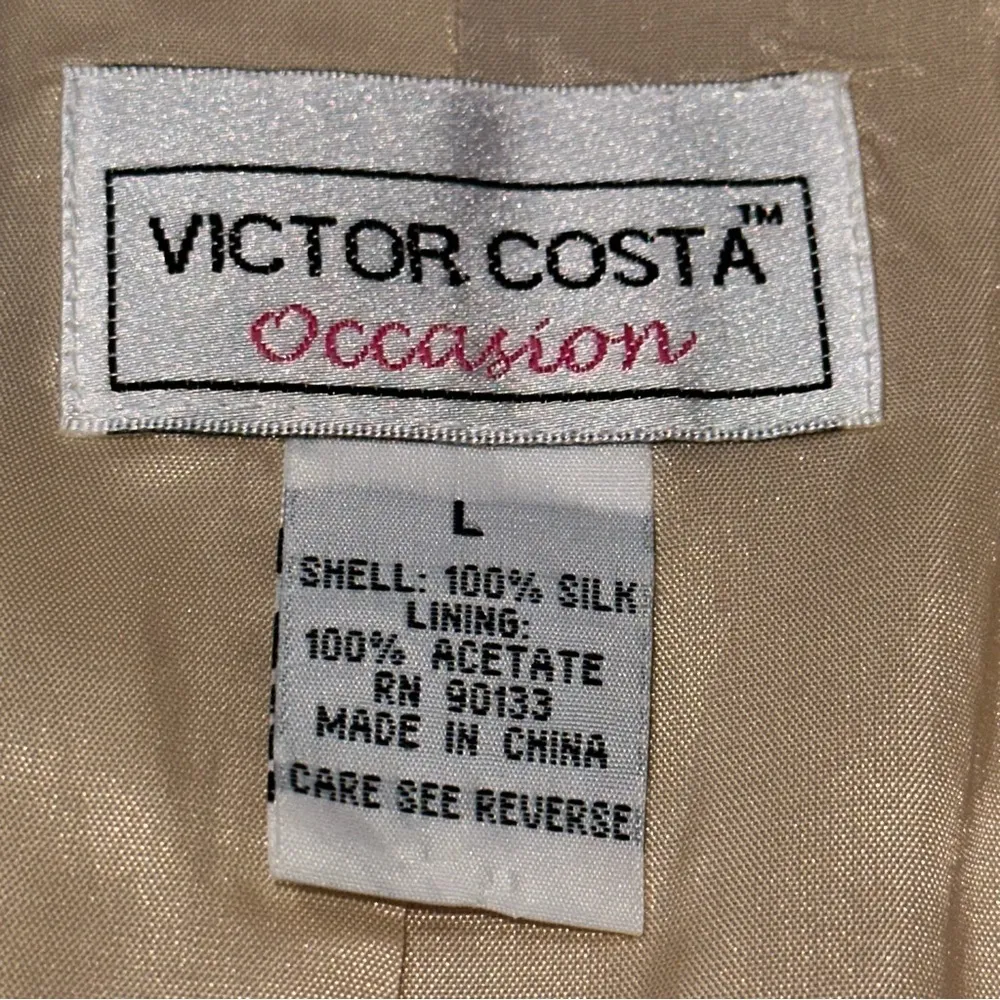 VICTOR COSTA™
Occasion
L
SHELL: 100% SILK
LINING:
100% ACETATE
RN 90133
MADE IN CHINA
CARE SEE REVERSE